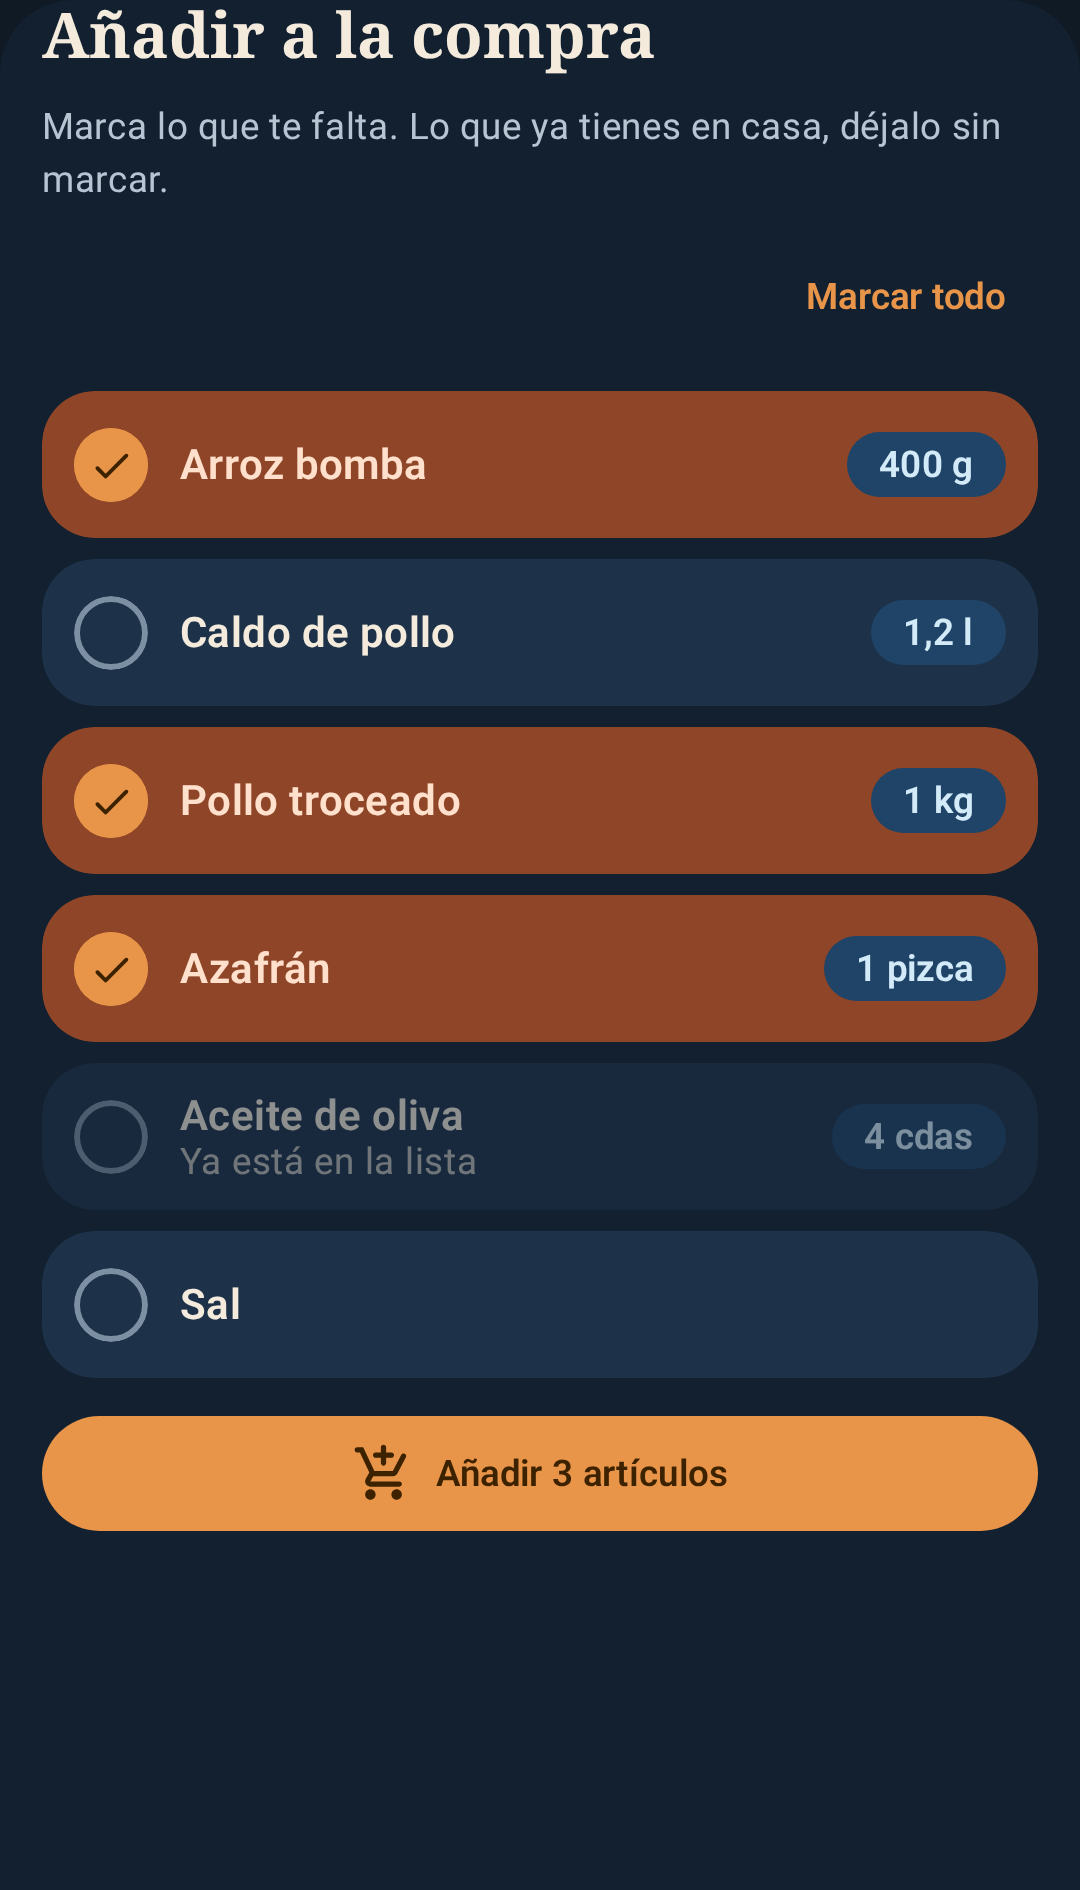 Añadir a la compra
Marca lo que te falta. Lo que ya tienes en casa, déjalo sin
marcar.
Marcar todo
Arroz bomba 400 g
Caldo de pollo 1,2 l
Pollo troceado 1 kg
Azafrán 1 pizca
Aceite de oliva 4 cdas
Ya está en la lista
Sal
Añadir 3 artículos